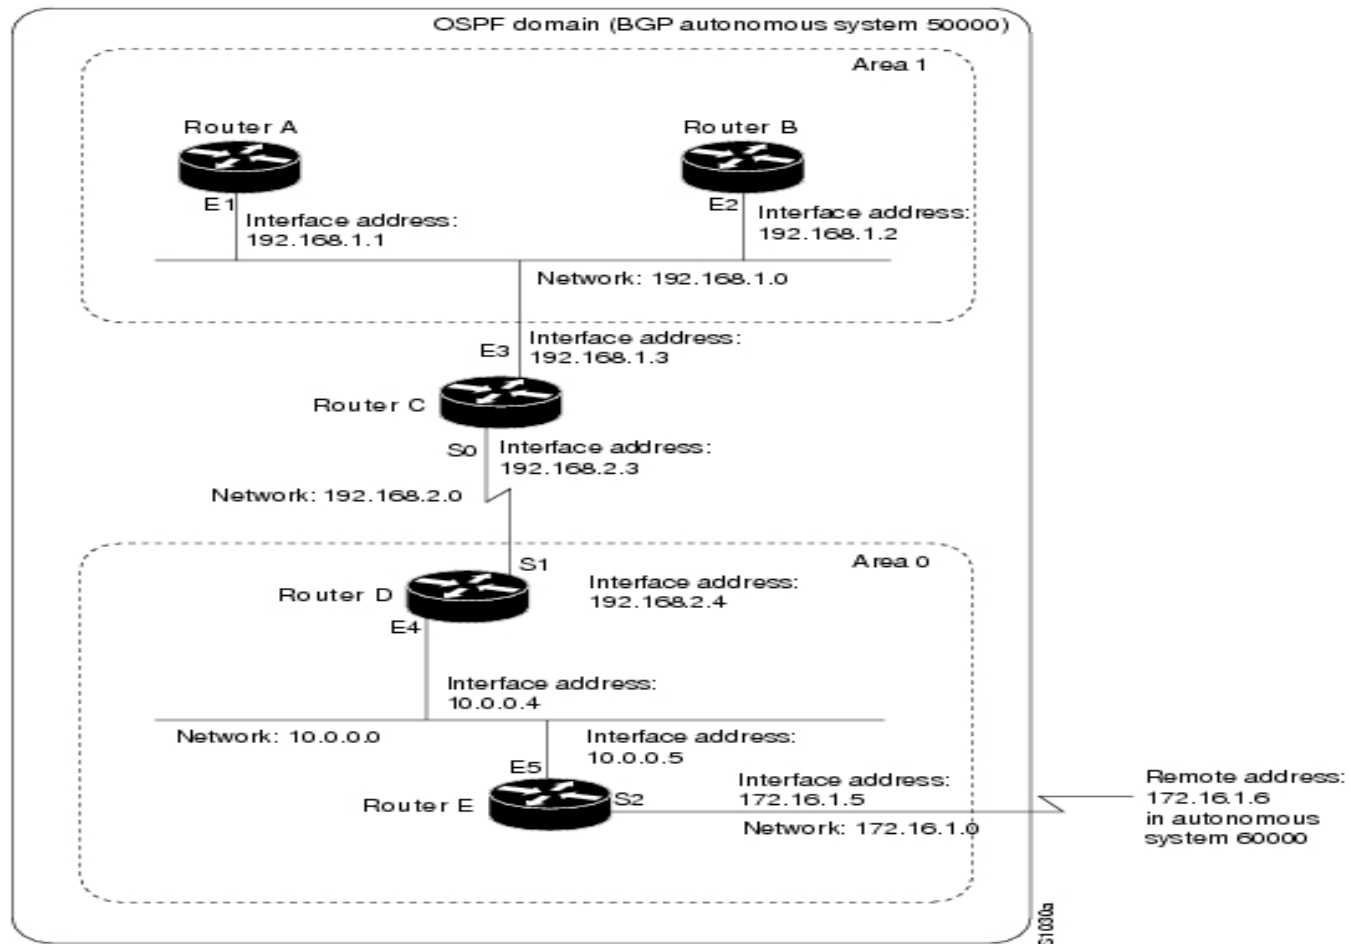 OSPF domain (BGP autonomous system 50000)
Area 1
Router A
Router B
E1
Interface address:
192.168.1.1
E2
Interface address:
192.168.1.2
Network: 192.168.1.0
E3
Interface address:
192.168.1.3
Router C
S0
Interface address:
192.168.2.3
Network: 192.168.2.0
Area 0
S1
Interface address:
192.168.2.4
Router D
E4
Interface address:
10.0.0.4
Network: 10.0.0.0
Interface address:
10.0.0.5
E5
Router E
S2
Interface address:
172.16.1.5
Network: 172.16.1.0
Remote address:
172.16.1.6
in autonomous
system 60000